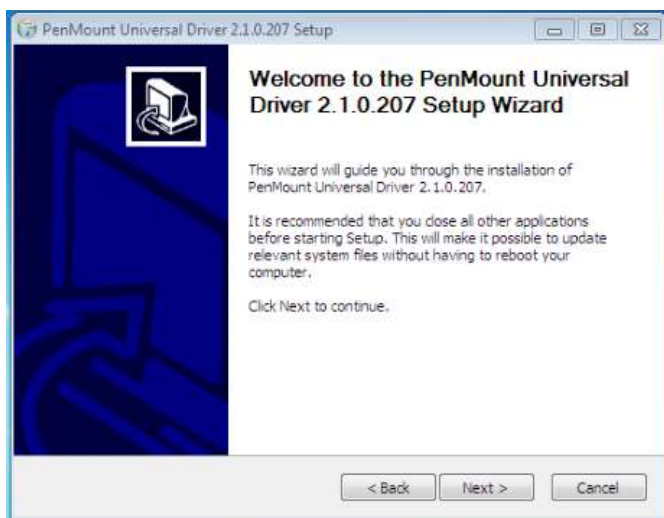 PenMount Universal Driver 2.1.0.207 Setup
Welcome to the PenMount Universal
Driver 2.1.0.207 Setup Wizard
This wizard will guide you through the installation of
PenMount Universal Driver 2.1.0.207.
It is recommended that you close all other applications
before starting Setup. This will make it possible to update
relevant system files without having to reboot your
computer.
Click Next to continue.
< Back
Next >
Cancel